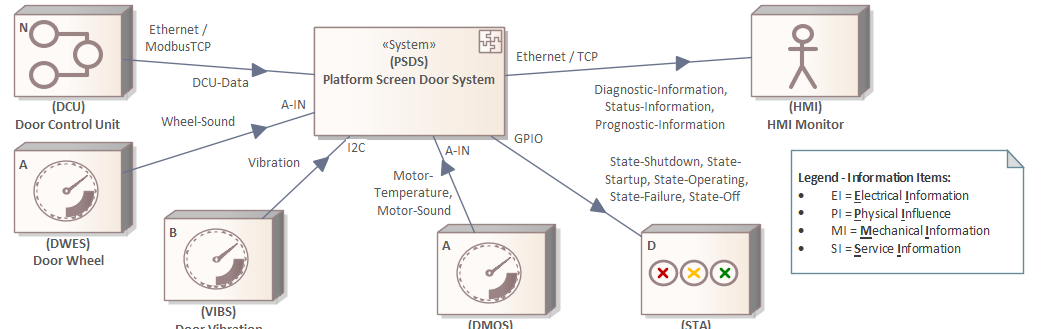 N
(DCU)
Door Control Unit
Ethernet /
ModbusTCP
DCU-Data
«System»
(PSDS)
Platform Screen Door System
Ethernet / TCP
Diagnostic-Information,
Status-Information,
Prognostic-Information
(HMI)
HMI Monitor
A-IN
Wheel-Sound
A
(DWES)
Door Wheel
I2C
Vibration
B
(VIBS)
Door Vibration
A-IN
Motor-
Temperature,
Motor-Sound
A
(DMOS)
GPIO
State-Shutdown, State-
Startup, State-Operating,
State-Failure, State-Off
D
(STA)
Legend - Information Items:
• EI = Electrical Information
• PI = Physical Influence
• MI = Mechanical Information
• SI = Service Information